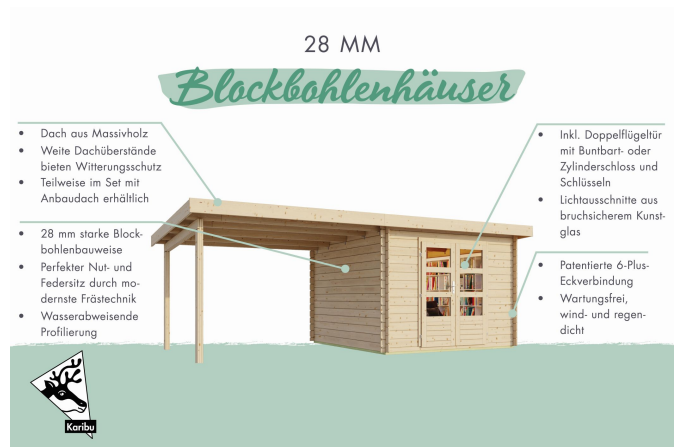 28 MM
Blockbohlenhäuser
• Dach aus Massivholz
• Weite Dachüberstände
bieten Witterungsschutz
• Teilweise im Set mit
Anbaudach erhältlich
• 28 mm starke Block-
bohlenbauweise
• Perfekter Nut- und
Federsitz durch mo-
dernste Frästechnik
• Wasserabweisende
Profilierung
• Inkl. Doppelflügeltür
mit Buntbart- oder
Zylinderschloss und
Schlüsseln
• Lichtausschnitte aus
bruchsicherem Kunst-
glas
• Patentierte 6-Plus-
Eckverbindung
• Wartungsfrei,
wind- und regen-
dicht
Karibu